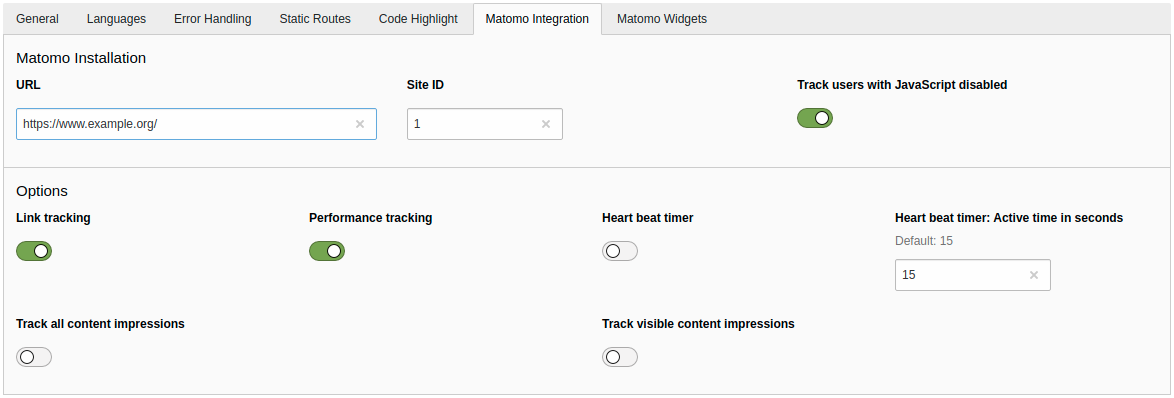 General Languages Error Handling Static Routes Code Highlight Matomo Integration Matomo Widgets
Matomo Installation
URL Site ID Track users with JavaScript disabled
https://www.example.org/ 1
Options
Link tracking Performance tracking Heart beat timer Heart beat timer: Active time in seconds
Default: 15
15
Track all content impressions Track visible content impressions